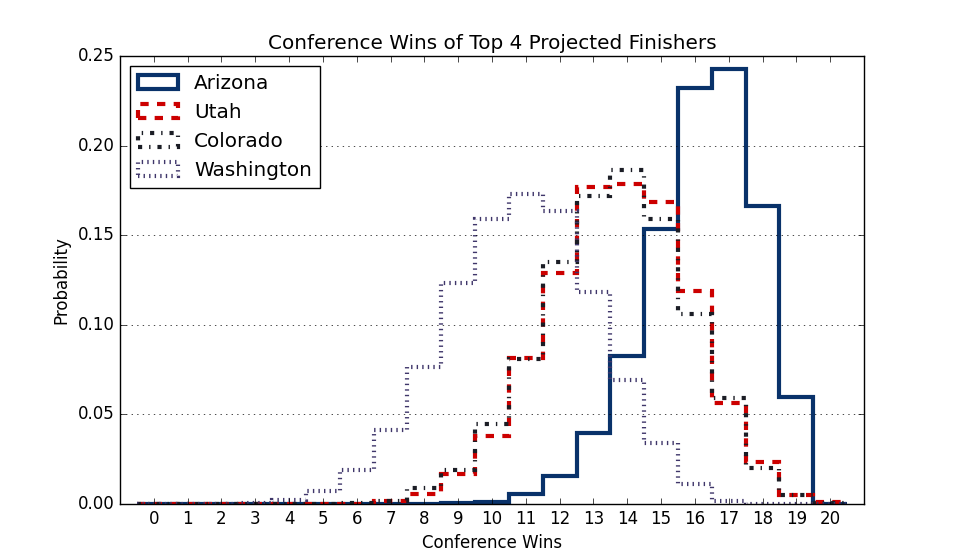 Conference Wins of Top 4 Projected Finishers
0.25
0.20
0.15
0.10
0.05
0.00
Probability
Arizona
Utah
Colorado
Washington
0 1 2 3 4 5 6 7 8 9 10 11 12 13 14 15 16 17 18 19 20
Conference Wins